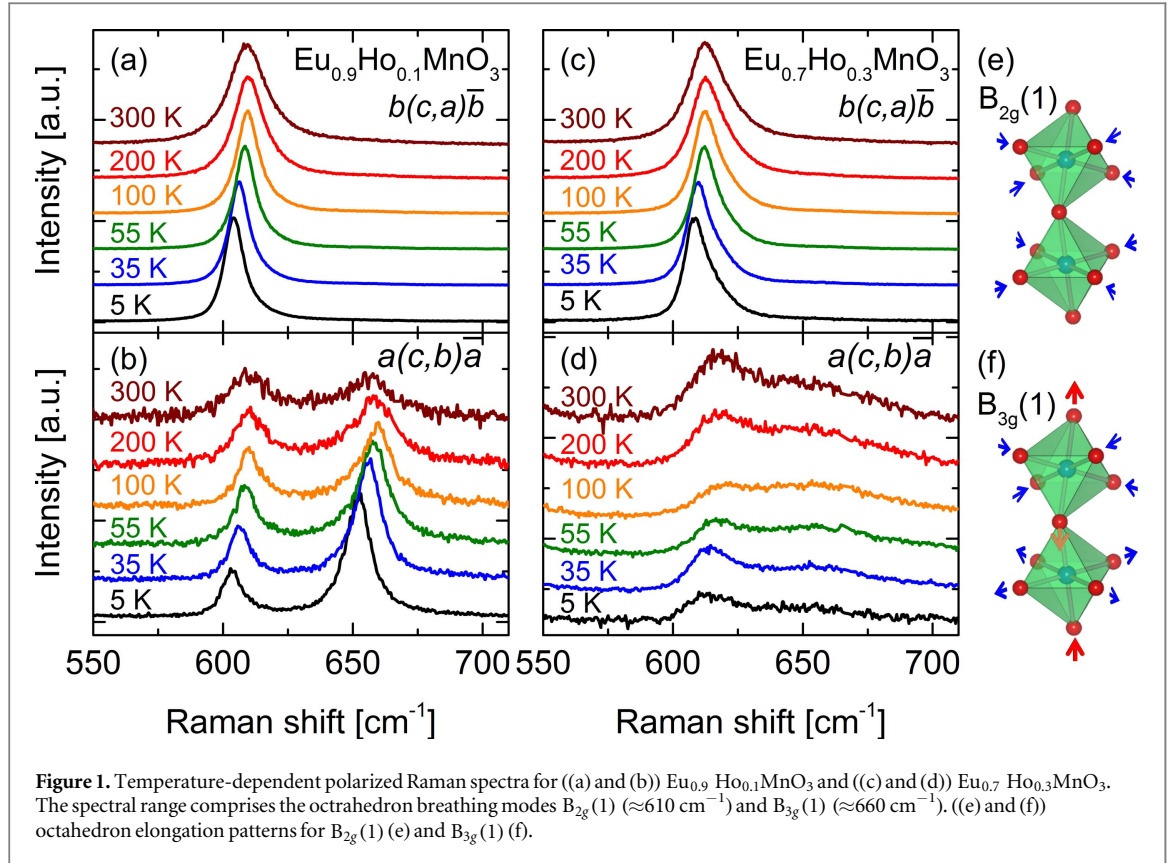 (a) Eu₀.₉Ho₀.₁MnO₃
b(c,a)b̅
300 K
200 K
100 K
55 K
35 K
5 K
Intensity [a.u.]
(b) a(c,b)a̅
300 K
200 K
100 K
55 K
35 K
5 K
Intensity [a.u.]
550 600 650 700
Raman shift [cm⁻¹]
(c) Eu₀.₇Ho₀.₃MnO₃
b(c,a)b̅
300 K
200 K
100 K
55 K
35 K
5 K
(d) a(c,b)a̅
300 K
200 K
100 K
55 K
35 K
5 K
550 600 650 700
Raman shift [cm⁻¹]
(e)
B₂g(1)
(f)
B₃g(1)
Figure 1. Temperature-dependent polarized Raman spectra for ((a) and (b)) Eu₀.₉ Ho₀.₁MnO₃ and ((c) and (d)) Eu₀.₇ Ho₀.₃MnO₃.
The spectral range comprises the octrahedron breathing modes B₂g(1) (≈610 cm⁻¹) and B₃g(1) (≈660 cm⁻¹). ((e) and (f))
octahedron elongation patterns for B₂g(1) (e) and B₃g(1) (f).